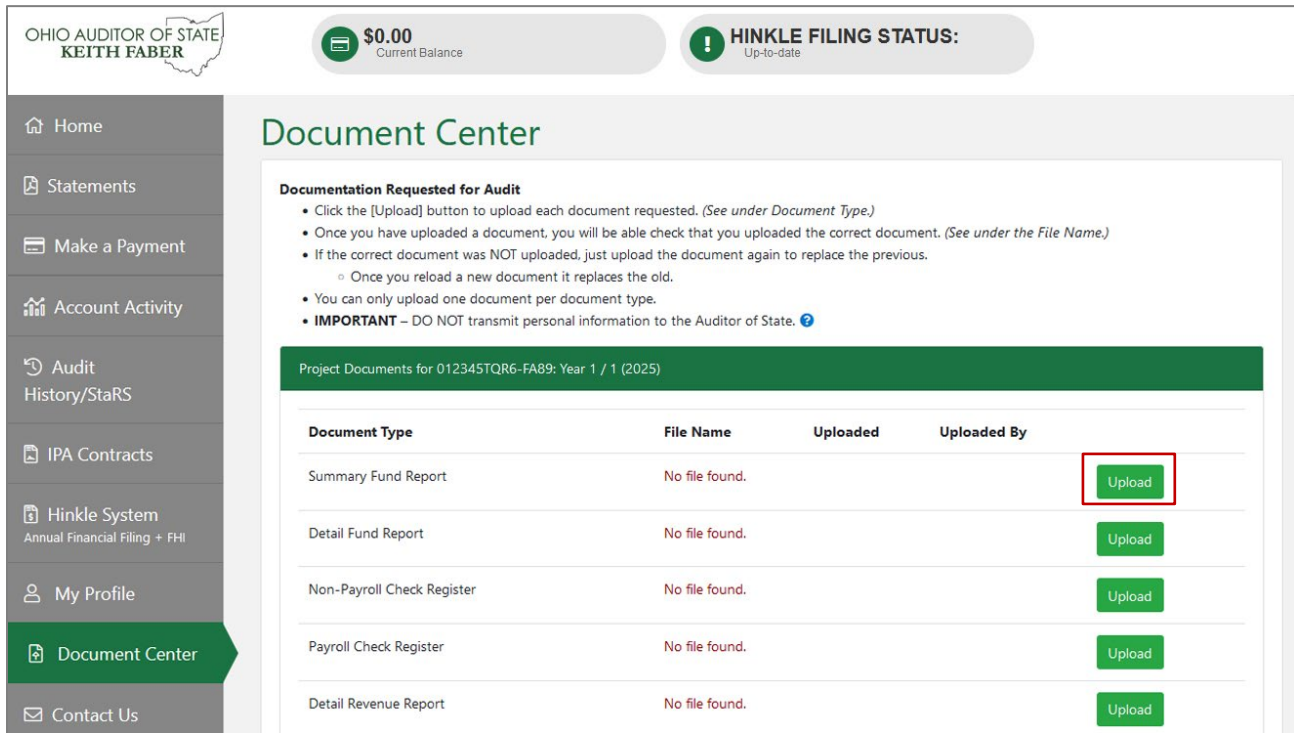 OHIO AUDITOR OF STATE
KEITH FABER
$0.00
Current Balance
HINKLE FILING STATUS:
Up-to-date
Home
Statements
Make a Payment
Account Activity
Audit
History/StaRS
IPA Contracts
Hinkle System
Annual Financial Filing + FHI
My Profile
Document Center
Contact Us
Document Center
Documentation Requested for Audit
• Click the [Upload] button to upload each document requested. (See under Document Type.)
• Once you have uploaded a document, you will be able check that you uploaded the correct document. (See under the File Name.)
• If the correct document was NOT uploaded, just upload the document again to replace the previous.
◦ Once you reload a new document it replaces the old.
• You can only upload one document per document type.
• IMPORTANT – DO NOT transmit personal information to the Auditor of State. ?
Project Documents for 012345TQR6-FA89: Year 1 / 1 (2025)
Document Type File Name Uploaded Uploaded By
Summary Fund Report No file found. Upload
Detail Fund Report No file found. Upload
Non-Payroll Check Register No file found. Upload
Payroll Check Register No file found. Upload
Detail Revenue Report No file found. Upload